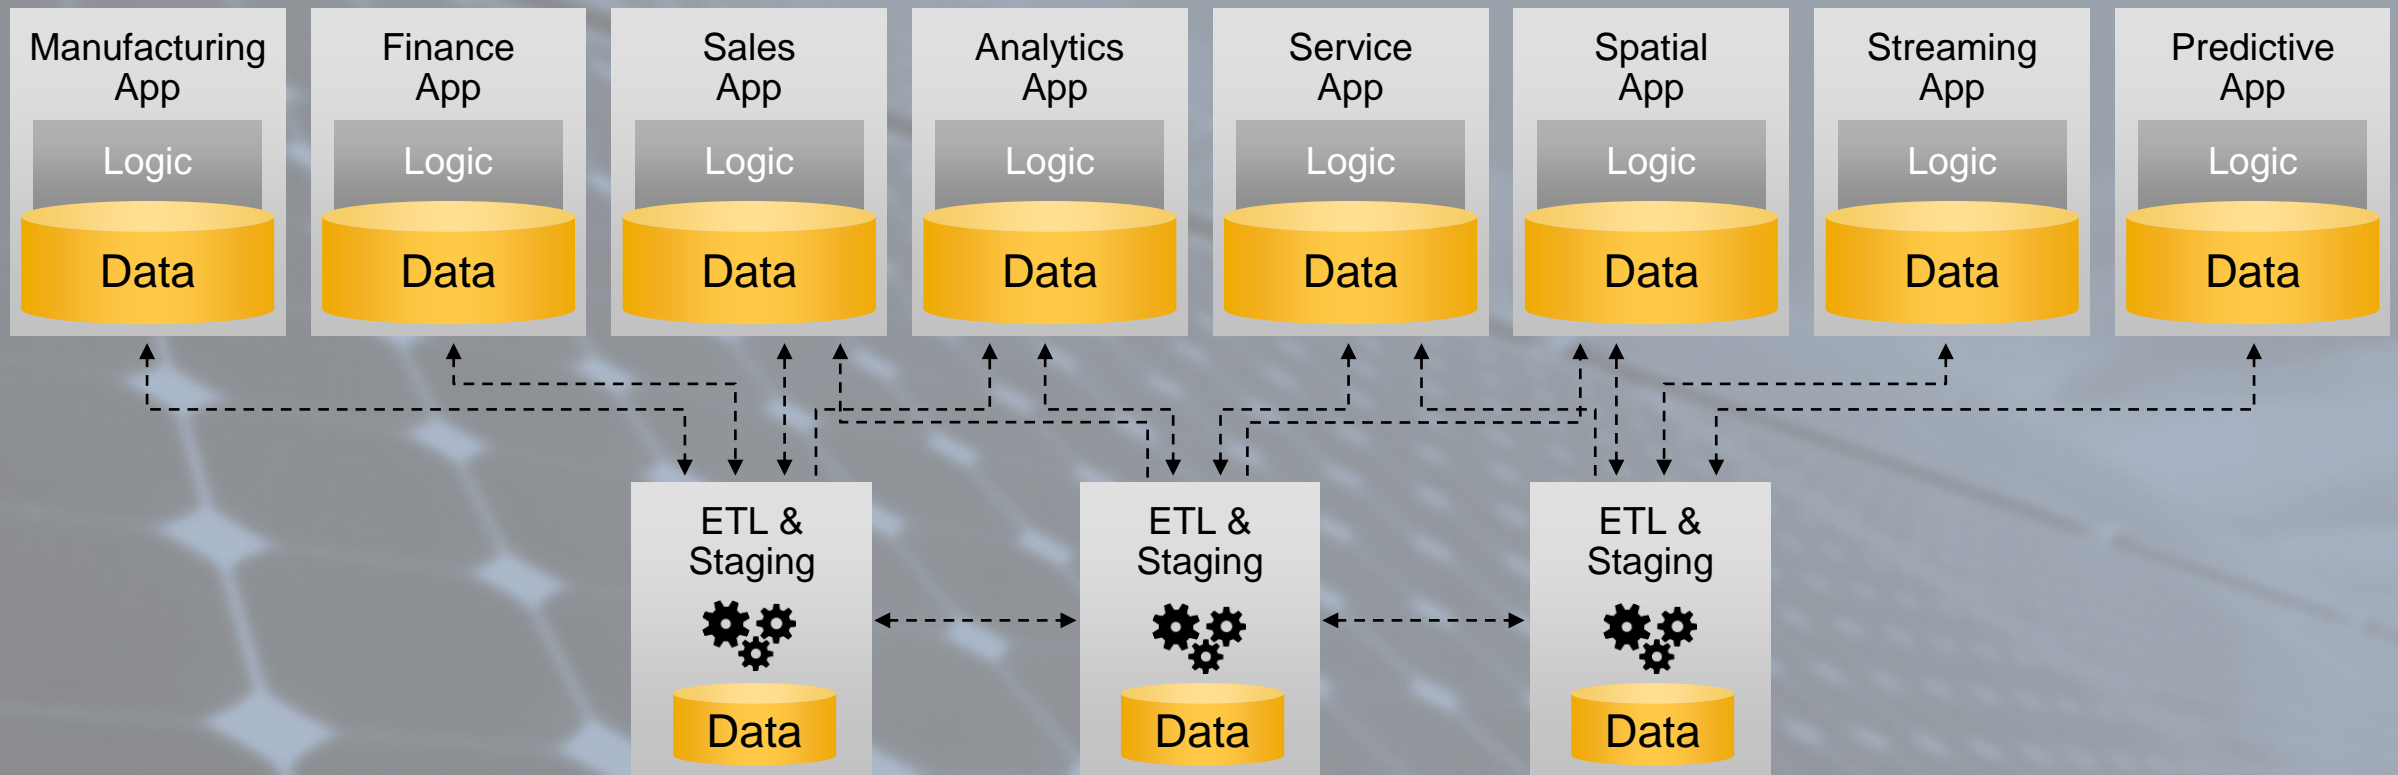 Manufacturing
App
Logic
Data
Finance
App
Logic
Data
Sales
App
Logic
Data
Analytics
App
Logic
Data
Service
App
Logic
Data
Spatial
App
Logic
Data
Streaming
App
Logic
Data
Predictive
App
Logic
Data
ETL &
Staging
Data
ETL &
Staging
Data
ETL &
Staging
Data